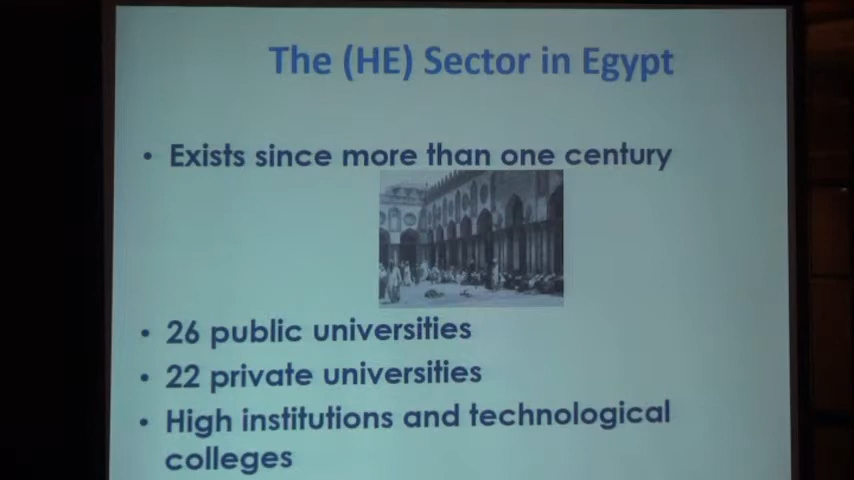 The (HE) Sector in Egypt
• Exists since more than one century
• 26 public universities
• 22 private universities
• High institutions and technological
colleges